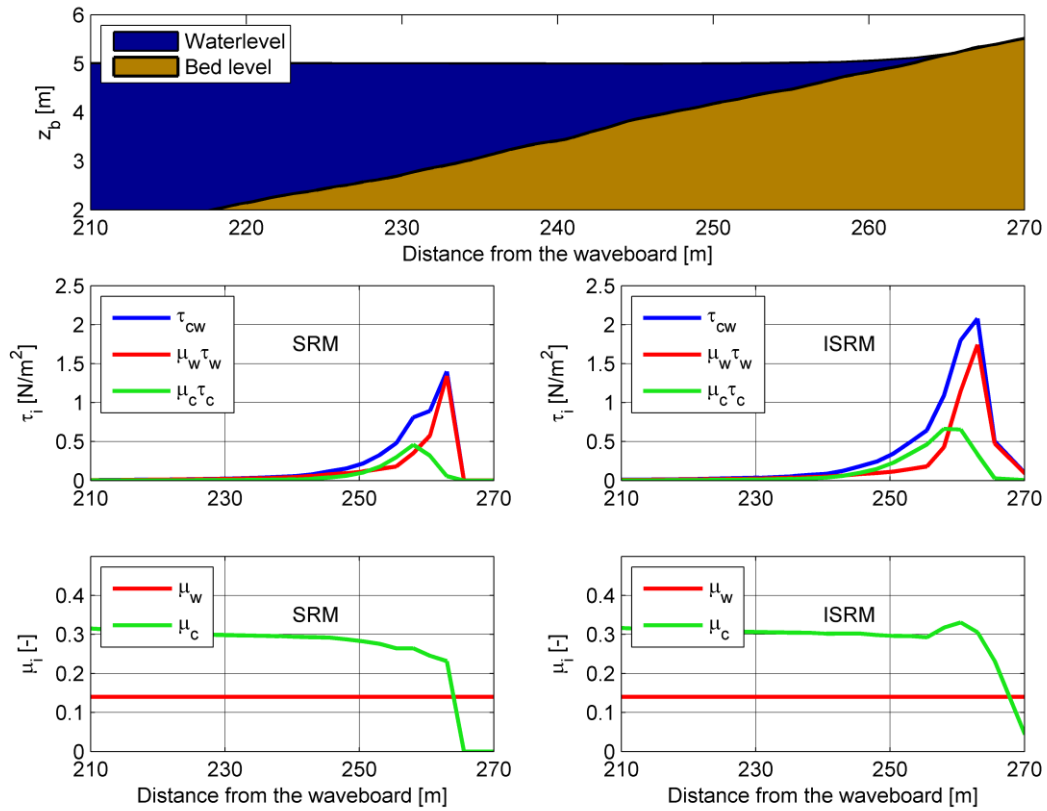 6
5
4
3
2
z_b [m]
Waterlevel
Bed level
210 220 230 240 250 260 270
Distance from the waveboard [m]
2.5
2
1.5
1
0.5
0
τ_i [N/m²]
τ_cw
μ_w τ_w
μ_c τ_c
SRM
210 230 250 270
2.5
2
1.5
1
0.5
0
τ_i [N/m²]
τ_cw
μ_w τ_w
μ_c τ_c
ISRM
210 230 250 270
0.4
0.3
0.2
0.1
0
μ_i [-]
μ_w
μ_c
SRM
210 230 250 270
Distance from the waveboard [m]
0.4
0.3
0.2
0.1
0
μ_i [-]
μ_w
μ_c
ISRM
210 230 250 270
Distance from the waveboard [m]